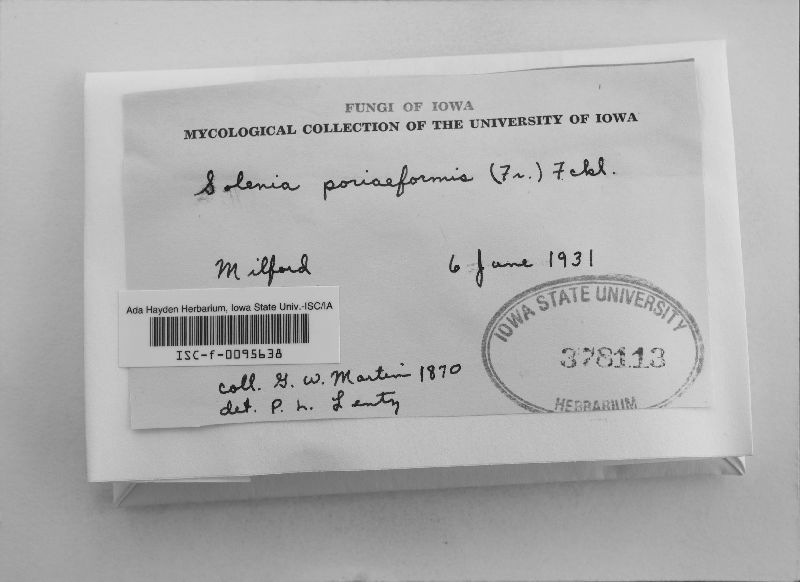 FUNGI OF IOWA
MYCOLOGICAL COLLECTION OF THE UNIVERSITY OF IOWA
Solenia poriaeformis (Fr.) Fckl.
Milford 6 June 1931
Ada Hayden Herbarium, Iowa State Univ.-ISC/IA
ISC-f-0095638
coll. G. W. Martin 1870
det. P. L. Lentz
IOWA STATE UNIVERSITY
378113
HERBARIUM